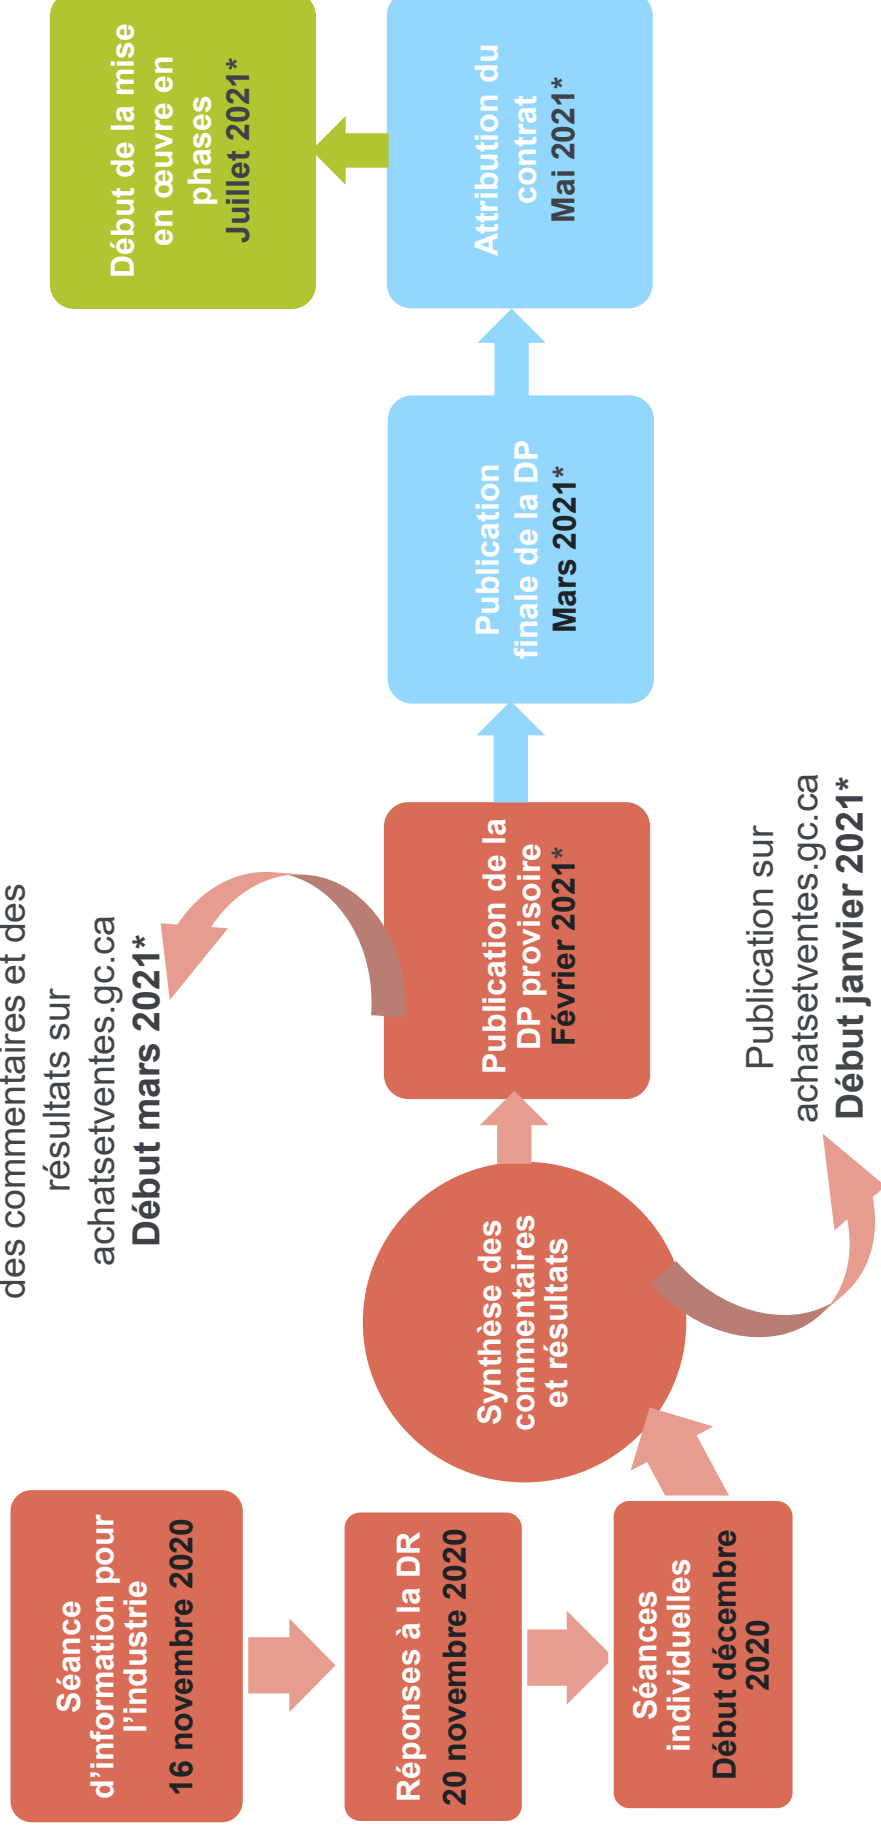 Séance
d'information pour
l'industrie
16 novembre 2020
Réponses à la DR
20 novembre 2020
Séances
individuelles
Début décembre
2020
Synthèse des
commentaires
et résultats
Publication sur
achatsetventes.gc.ca
Début janvier 2021*
Publication de la
DP provisoire
Février 2021*
des commentaires et des
résultats sur
achatsetventes.gc.ca
Début mars 2021*
Publication
finale de la DP
Mars 2021*
Attribution du
contrat
Mai 2021*
Début de la mise
en œuvre en
phases
Juillet 2021*